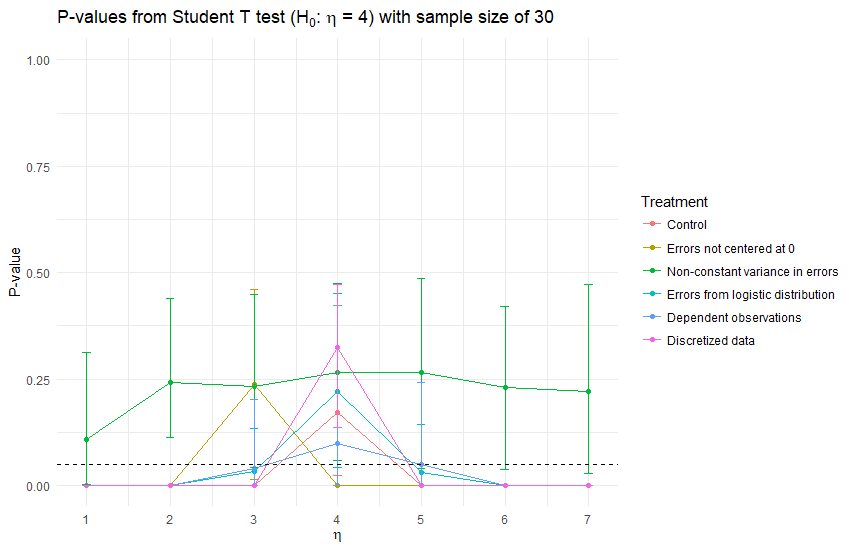 P-values from Student T test (H₀: η = 4) with sample size of 30
1.00
0.75
0.50
0.25
0.00
P-value
1 2 3 4 5 6 7
η
Treatment
Control
Errors not centered at 0
Non-constant variance in errors
Errors from logistic distribution
Dependent observations
Discretized data